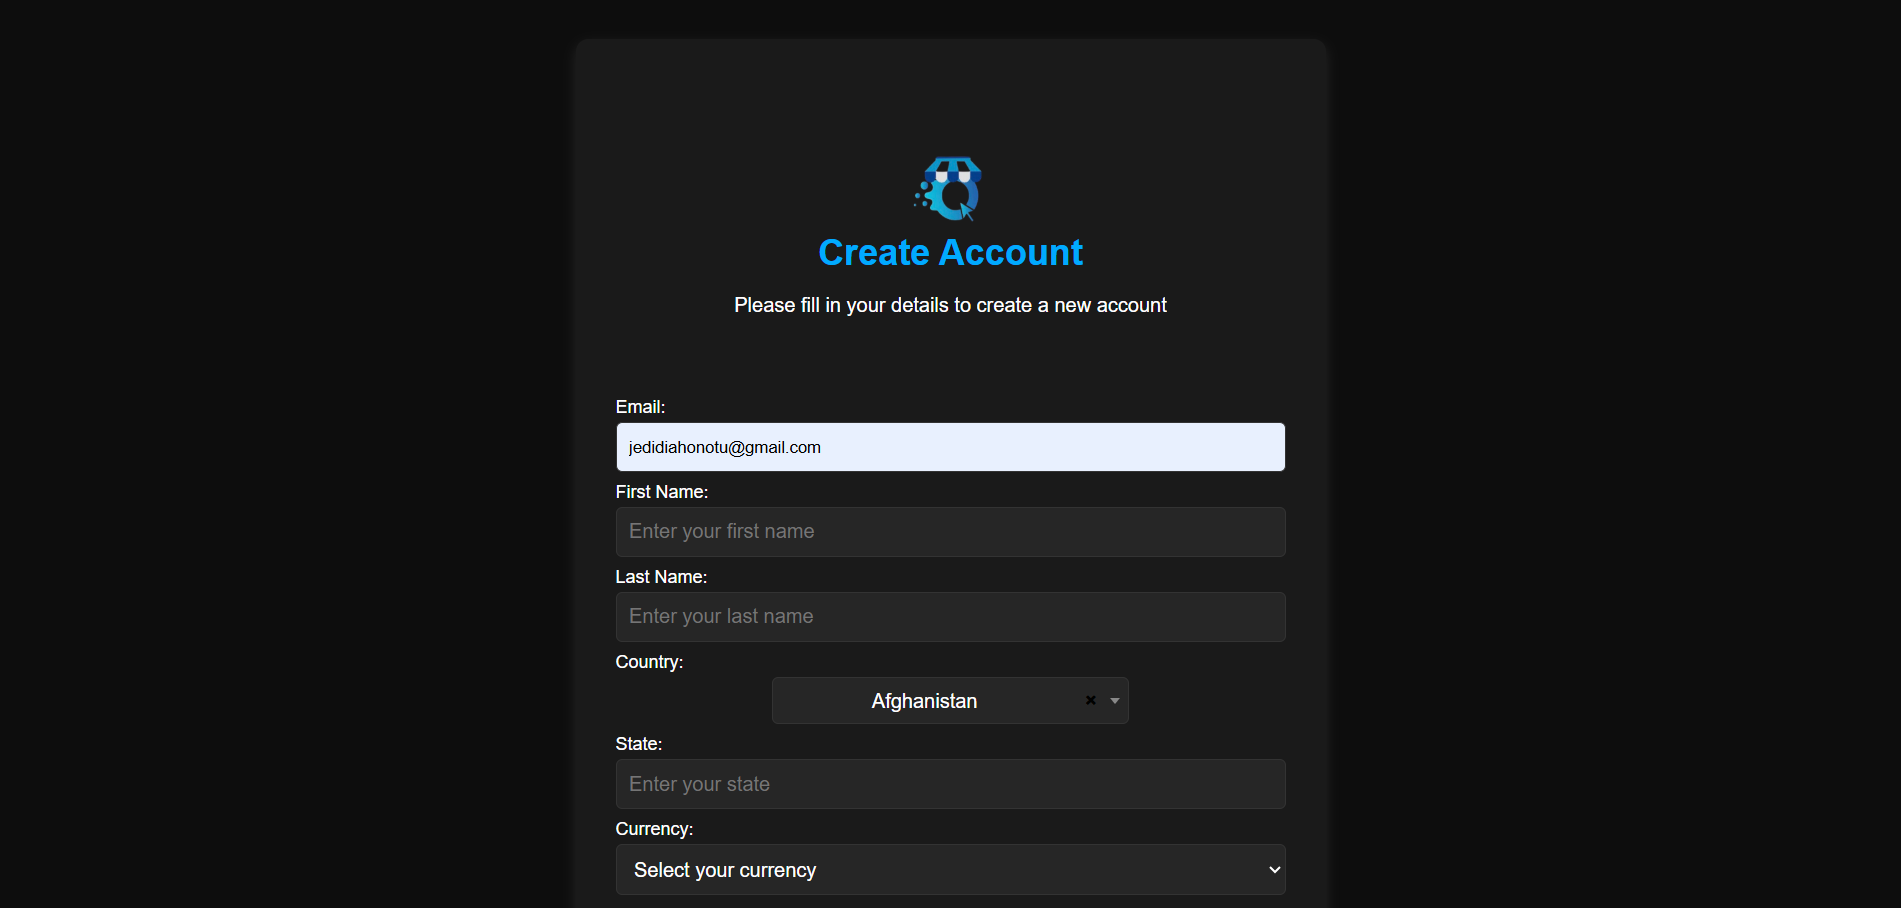 Create Account
Please fill in your details to create a new account
Email:
jedidiahonotu@gmail.com
First Name:
Enter your first name
Last Name:
Enter your last name
Country:
Afghanistan
State:
Enter your state
Currency:
Select your currency